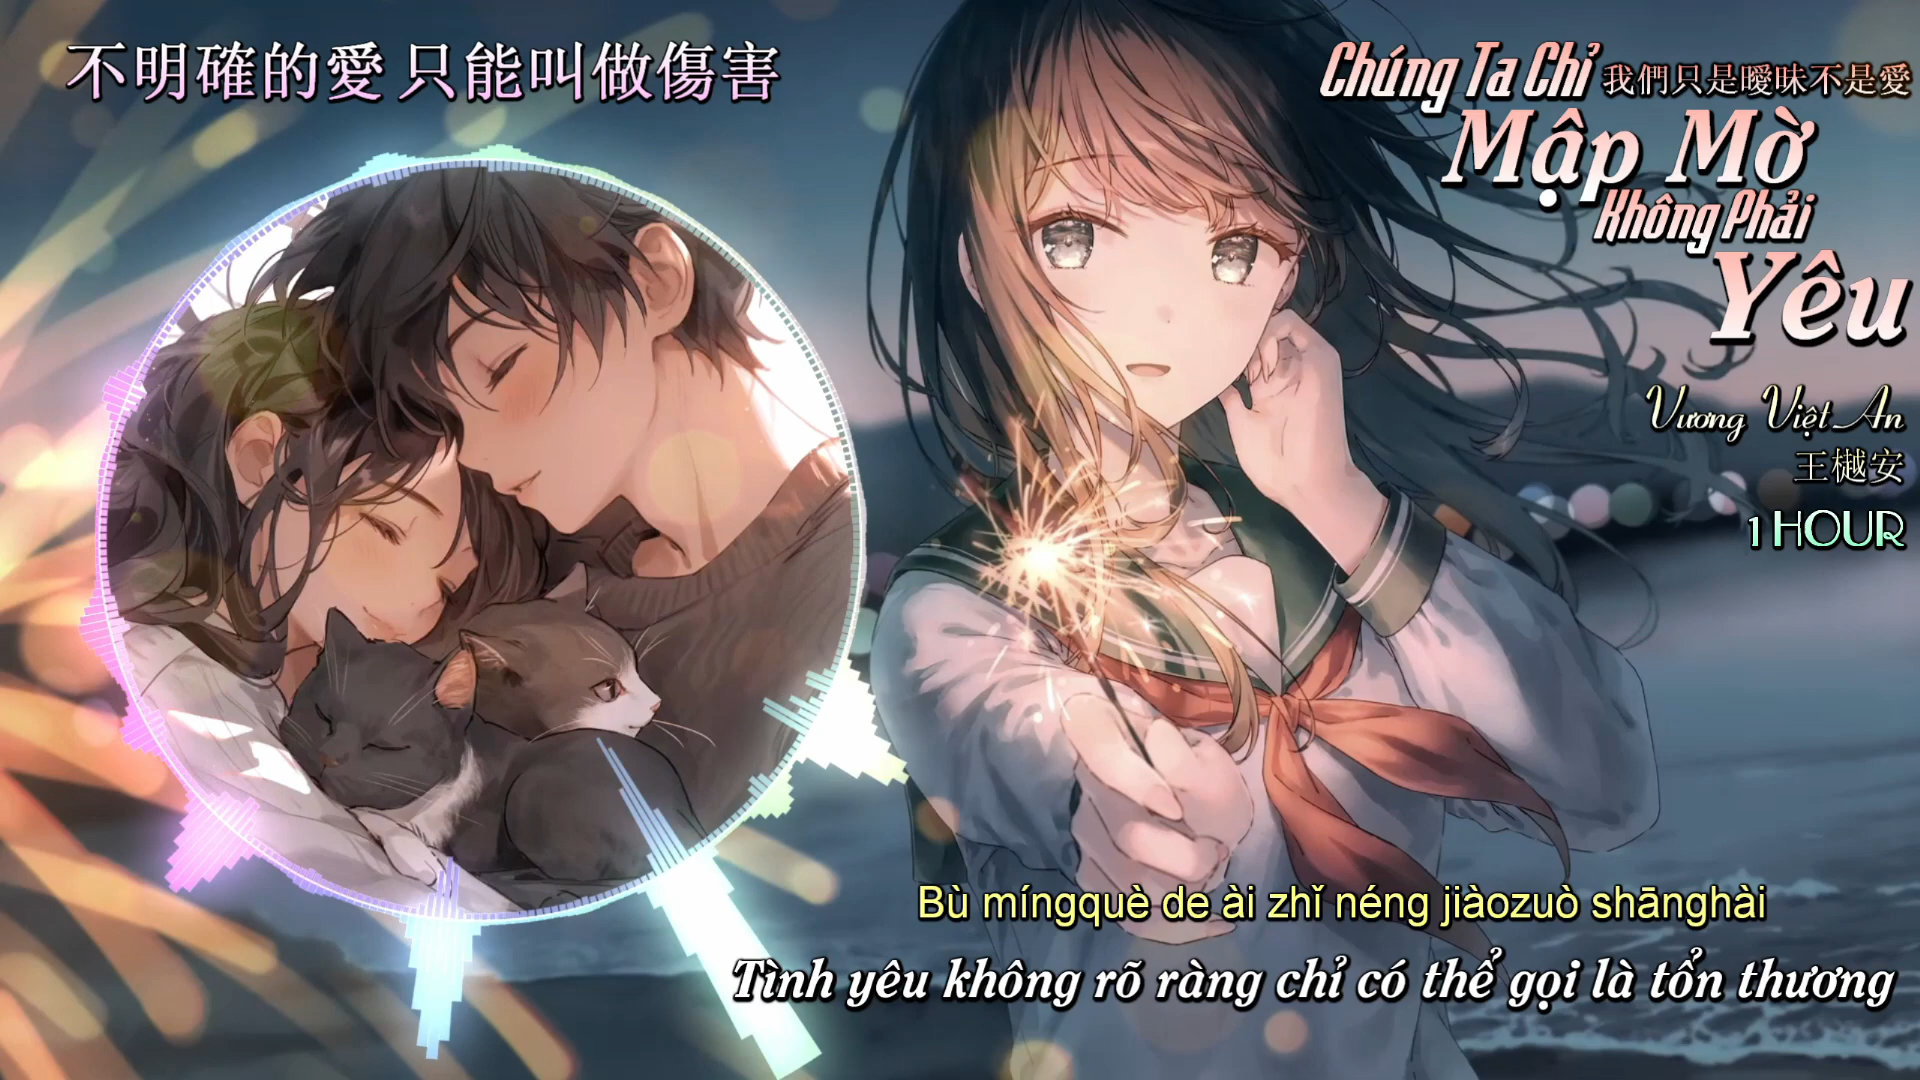 不明確的愛 只能叫做傷害
Chúng Ta Chỉ 我們只是曖昧不是愛
Mập Mờ
Không Phải
Yêu
Vương Việt An
王樾安
1 HOUR
Bù míngquè de ài zhǐ néng jiàozuò shānghài
Tình yêu không rõ ràng chỉ có thể gọi là tổn thương